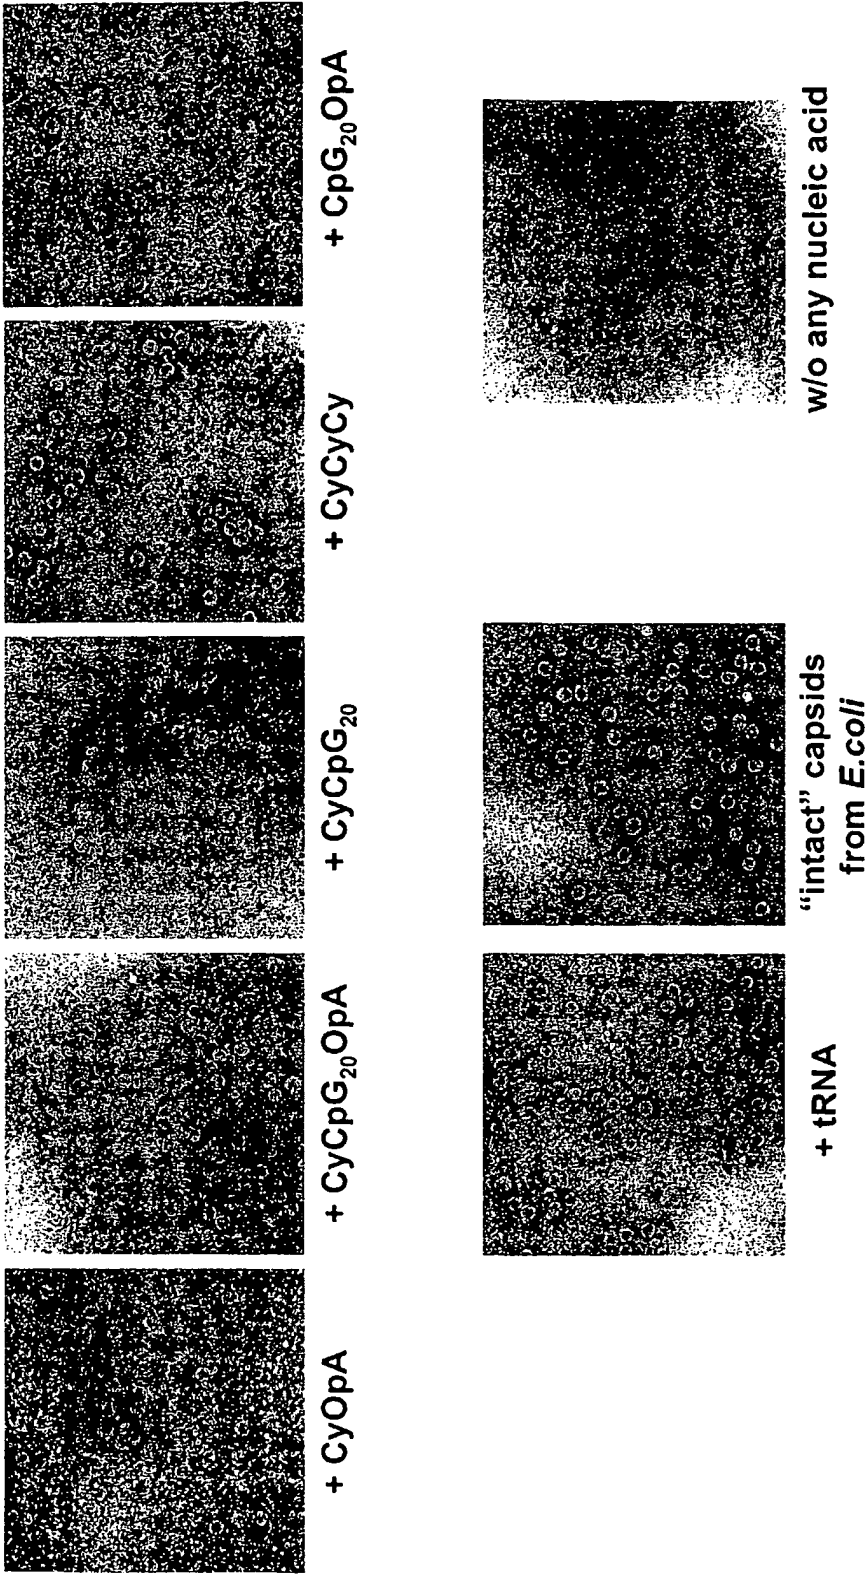 + CyOpA
+ CyCpG₂₀OpA
+ CyCpG₂₀
+ CyCyCy
+ CpG₂₀OpA
+ tRNA
“intact” capsids
from E.coli
w/o any nucleic acid